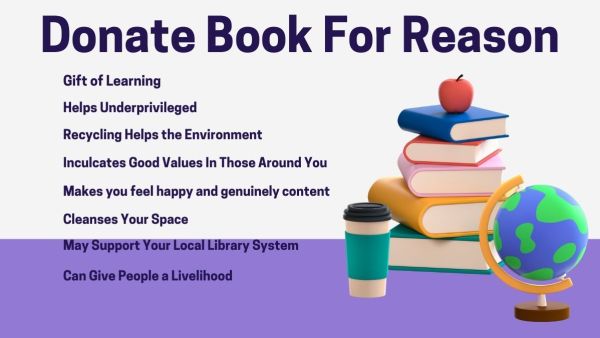 Donate Book For Reason
Gift of Learning
Helps Underprivileged
Recycling Helps the Environment
Inculcates Good Values In Those Around You
Makes you feel happy and genuinely content
Cleanses Your Space
May Support Your Local Library System
Can Give People a Livelihood